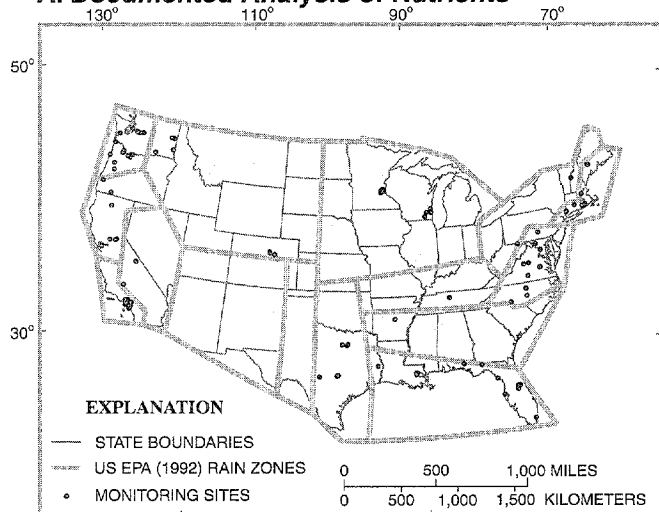 A. Documented Analysis of Nutrients
130° 110° 90° 70°
50°
30°
EXPLANATION
STATE BOUNDARIES
US EPA (1992) RAIN ZONES
MONITORING SITES
0 500 1,000 MILES
0 500 1,000 1,500 KILOMETERS